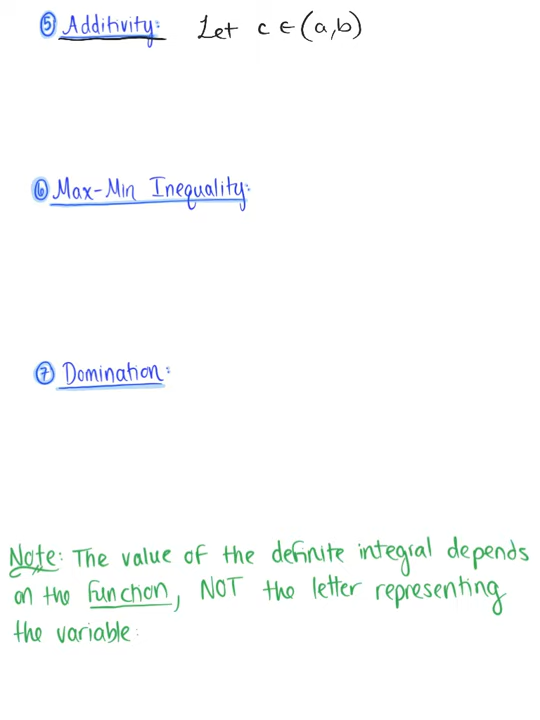 ⑤ Additivity: Let c ∈ (a,b)
⑥ Max-Min Inequality:
⑦ Domination:
Note: The value of the definite integral depends
on the function, NOT the letter representing
the variable: